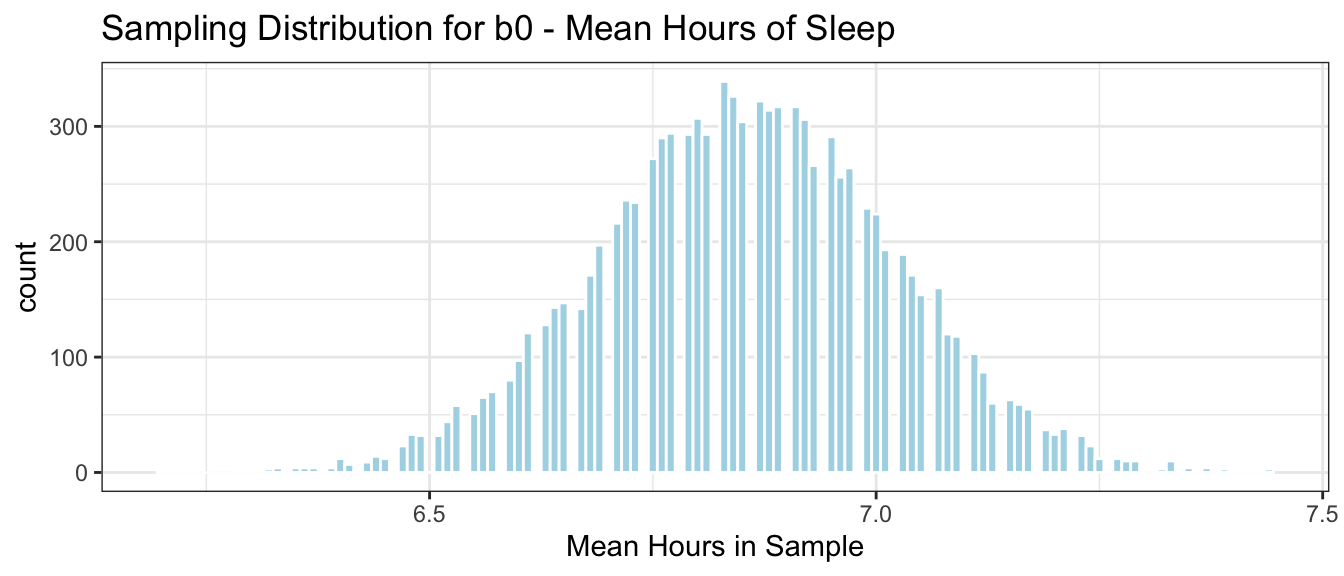 Sampling Distribution for b0 - Mean Hours of Sleep
300
200
100
0
count
6.5 7.0 7.5
Mean Hours in Sample